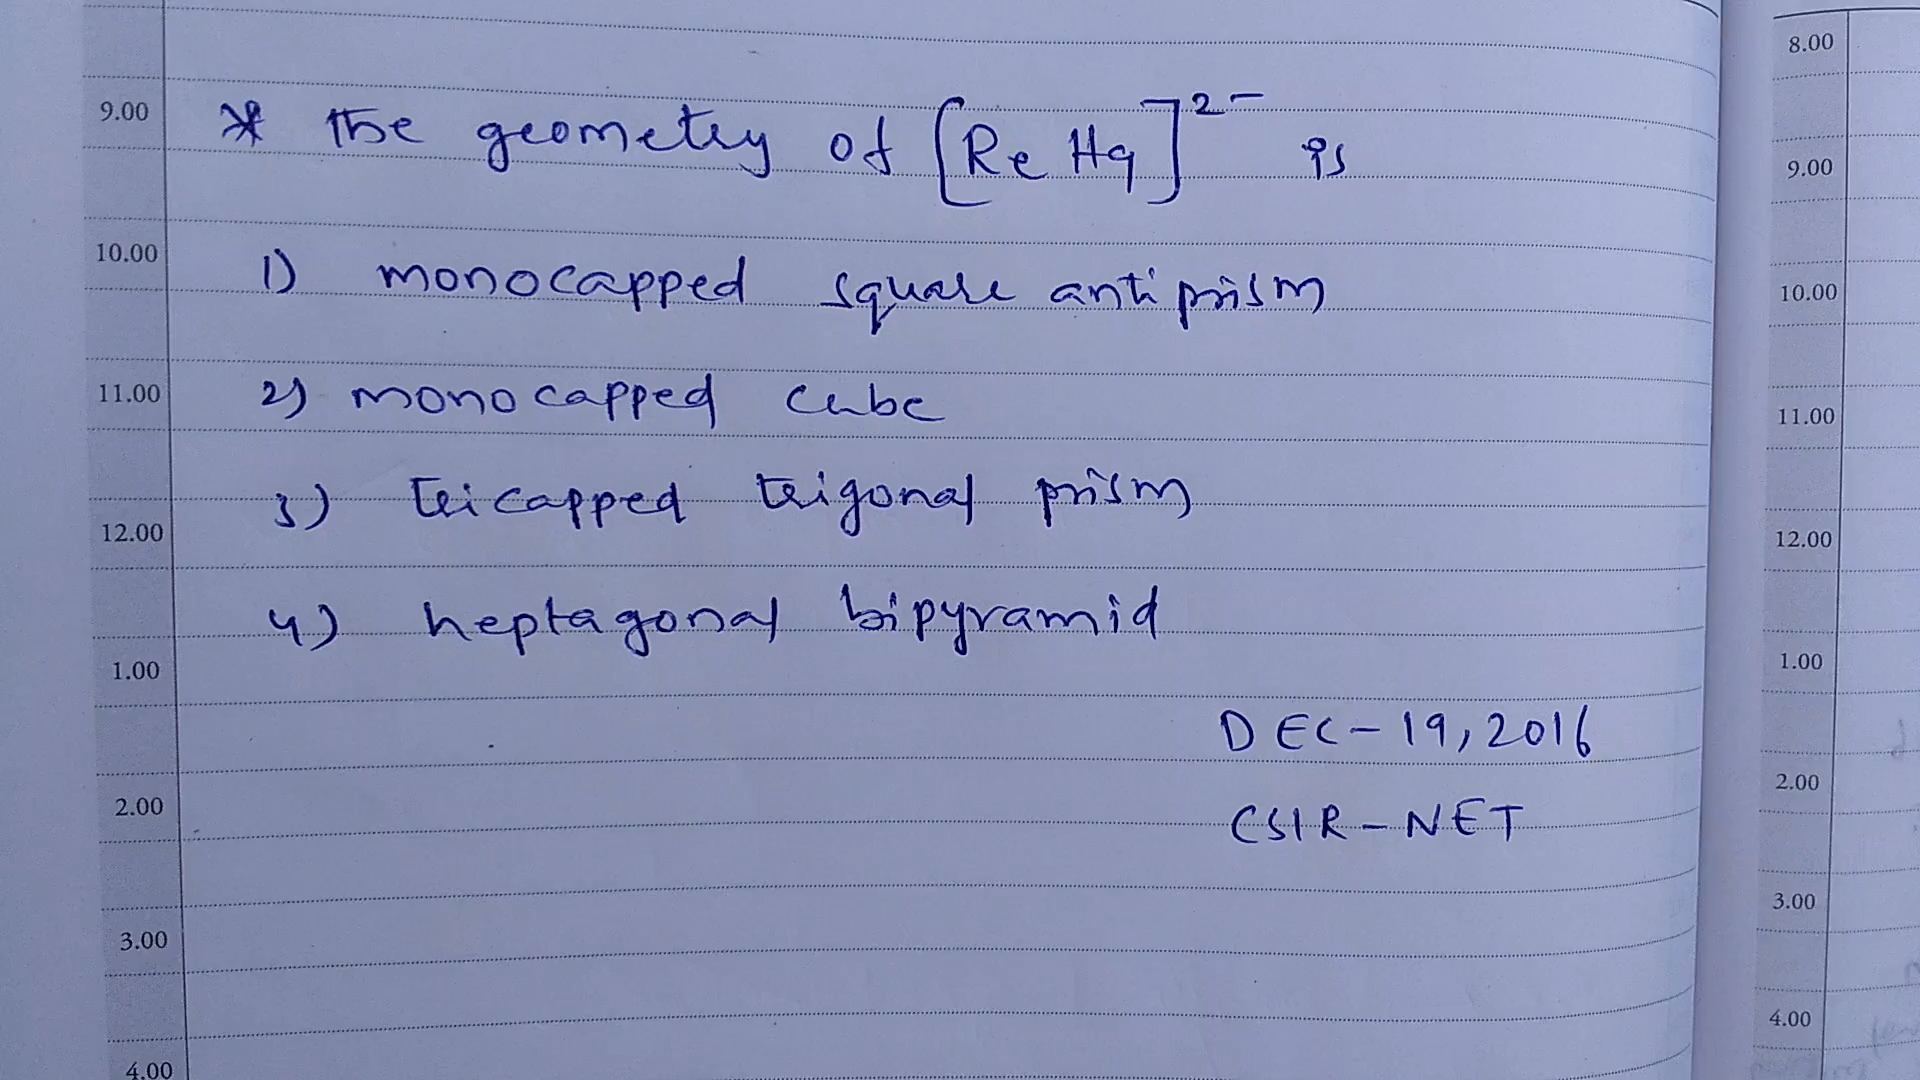 * the geometry of [ReH9]2- is
1) monocapped square antiprism
2) monocapped cube
3) tricapped trigonal prism
4) heptagonal bipyramid
DEC-19,2016
CSIR-NET
9.00
10.00
11.00
12.00
1.00
2.00
3.00
4.00
8.00
9.00
10.00
11.00
12.00
1.00
2.00
3.00
4.00